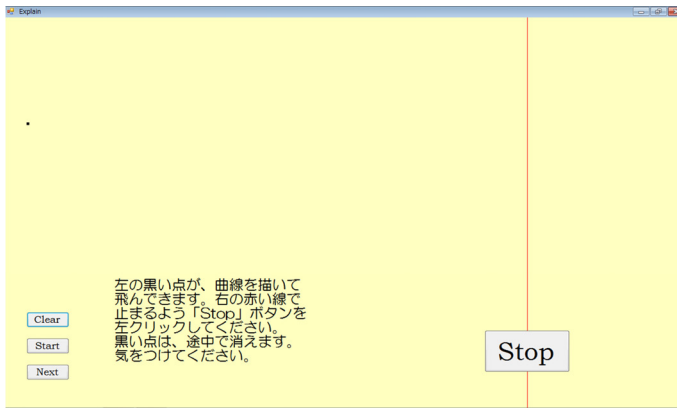 Explain
左の黒い点が、曲線を描いて
飛んできます。右の赤い線で
止まるよう「Stop」ボタンを
左クリックしてください。
黒い点は、途中で消えます。
気をつけてください。
Clear
Start
Next
Stop